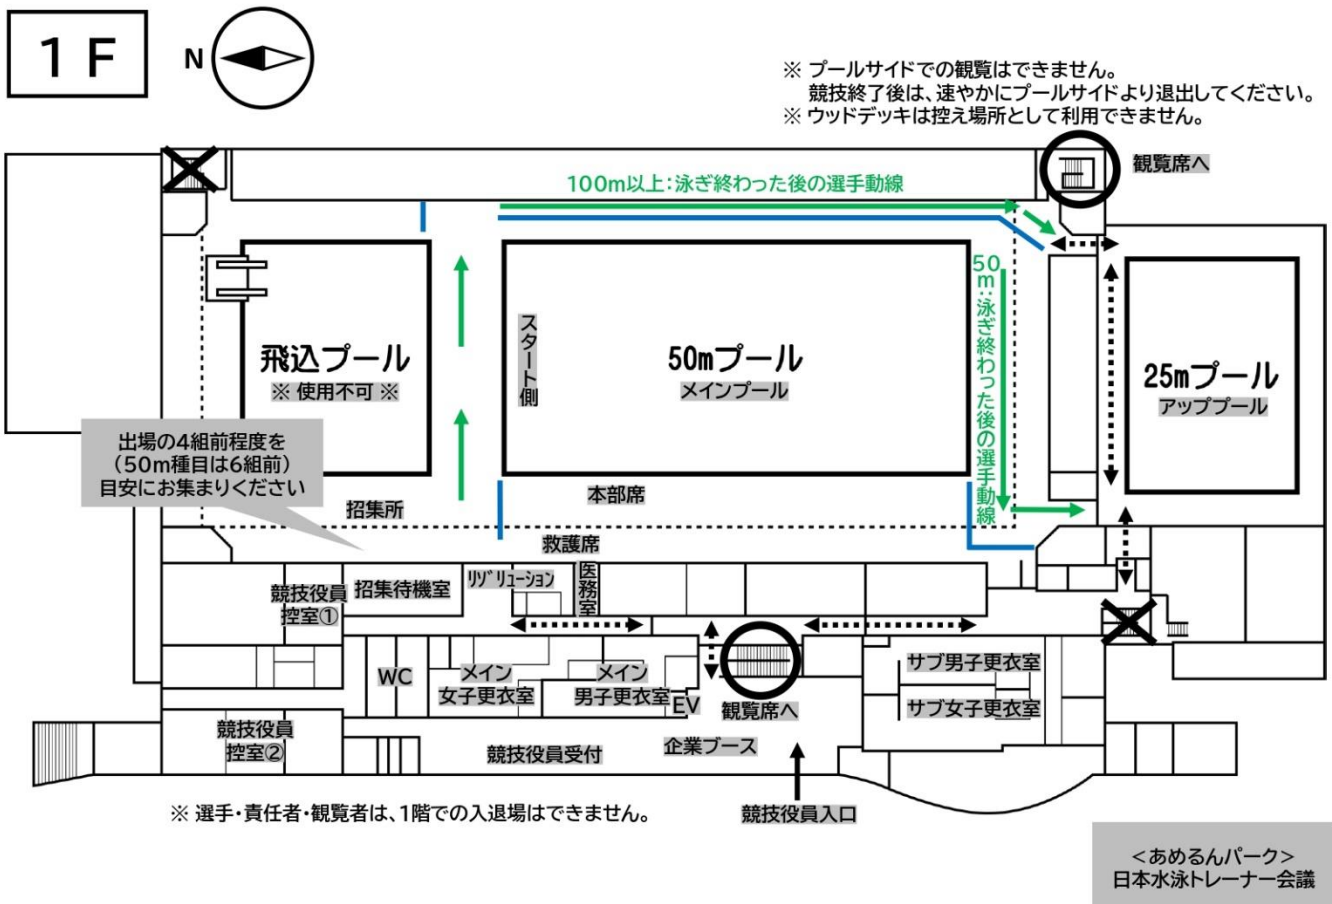 1F
N
※ プールサイドでの観覧はできません。
競技終了後は、速やかにプールサイドより退出してください。
※ ウッドデッキは控え場所として利用できません。
観覧席へ
100m以上:泳ぎ終わった後の選手動線
50m:泳ぎ終わった後の選手動線
飛込プール
※ 使用不可 ※
スタート側
50mプール
メインプール
25mプール
アッププール
出場の4組前程度を
(50m種目は6組前)
目安にお集まりください
招集所
本部席
救護席
競技役員
控室①
招集待機室
リゾリューション
医務室
WC
メイン
女子更衣室
メイン
男子更衣室
EV
観覧席へ
サブ男子更衣室
サブ女子更衣室
競技役員
控室②
競技役員受付
企業ブース
※ 選手・責任者・観覧者は、1階での入退場はできません。
競技役員入口
<あめるんパーク>
日本水泳トレーナー会議